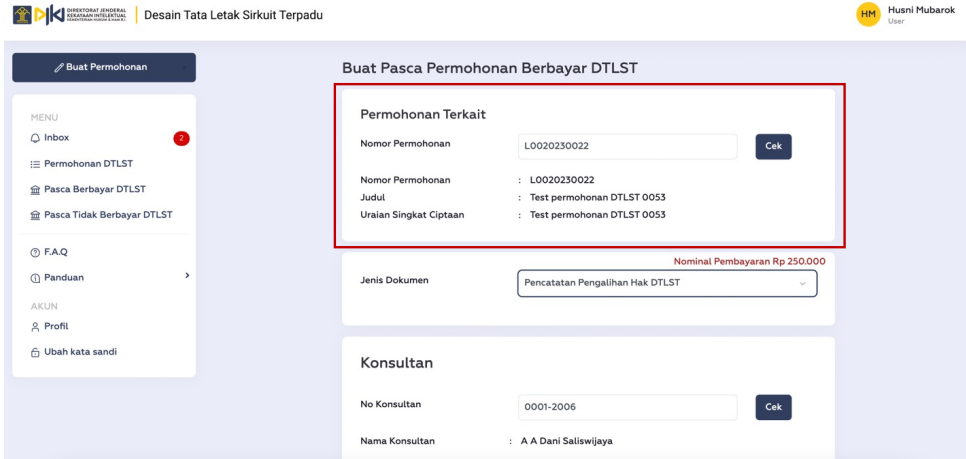 DIREKTORAT JENDERAL
KEKAYAAN INTELEKTUAL
KEMENTERIAN HUKUM & HAM R.I.
Desain Tata Letak Sirkuit Terpadu
HM
Husni Mubarok
User
Buat Permohonan
MENU
Inbox 2
Permohonan DTLST
Pasca Berbayar DTLST
Pasca Tidak Berbayar DTLST
F.A.Q
Panduan
AKUN
Profil
Ubah kata sandi
Buat Pasca Permohonan Berbayar DTLST
Permohonan Terkait
Nomor Permohonan L0020230022 Cek
Nomor Permohonan : L0020230022
Judul : Test permohonan DTLST 0053
Uraian Singkat Ciptaan : Test permohonan DTLST 0053
Nominal Pembayaran Rp 250.000
Jenis Dokumen Pencatatan Pengalihan Hak DTLST
Konsultan
No Konsultan 0001-2006 Cek
Nama Konsultan : A A Dani Saliswijaya